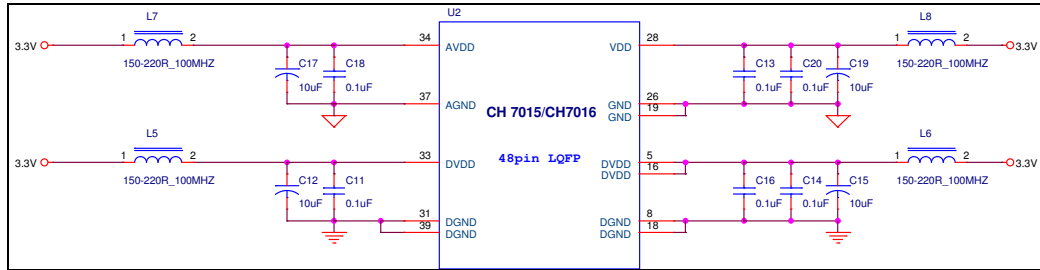 U2
L7
L8
3.3V
1
2
34
AVDD
VDD
28
1
2
3.3V
150-220R_100MHZ
150-220R_100MHZ
C17
C18
C13
C20
C19
10uF
0.1uF
0.1uF
0.1uF
10uF
37
AGND
GND
26
GND
19
CH 7015/CH7016
L5
L6
48pin LQFP
3.3V
1
2
33
DVDD
DVDD
5
1
2
3.3V
DVDD
16
150-220R_100MHZ
150-220R_100MHZ
C12
C11
C16
C14
C15
10uF
0.1uF
0.1uF
0.1uF
10uF
31
DGND
DGND
8
39
DGND
DGND
18